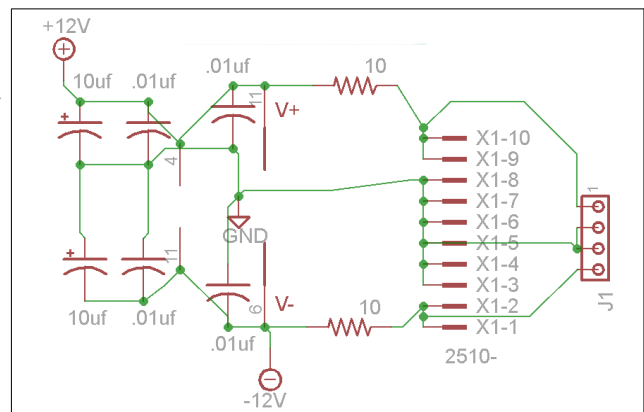 +12V
10uf
.01uf
.01uf
11
V+
10
4
X1-10
X1-9
X1-8
X1-7
X1-6
X1-5
X1-4
X1-3
X1-2
X1-1
2510-
1
J1
GND
11
10uf
.01uf
.01uf
6
V-
10
-12V